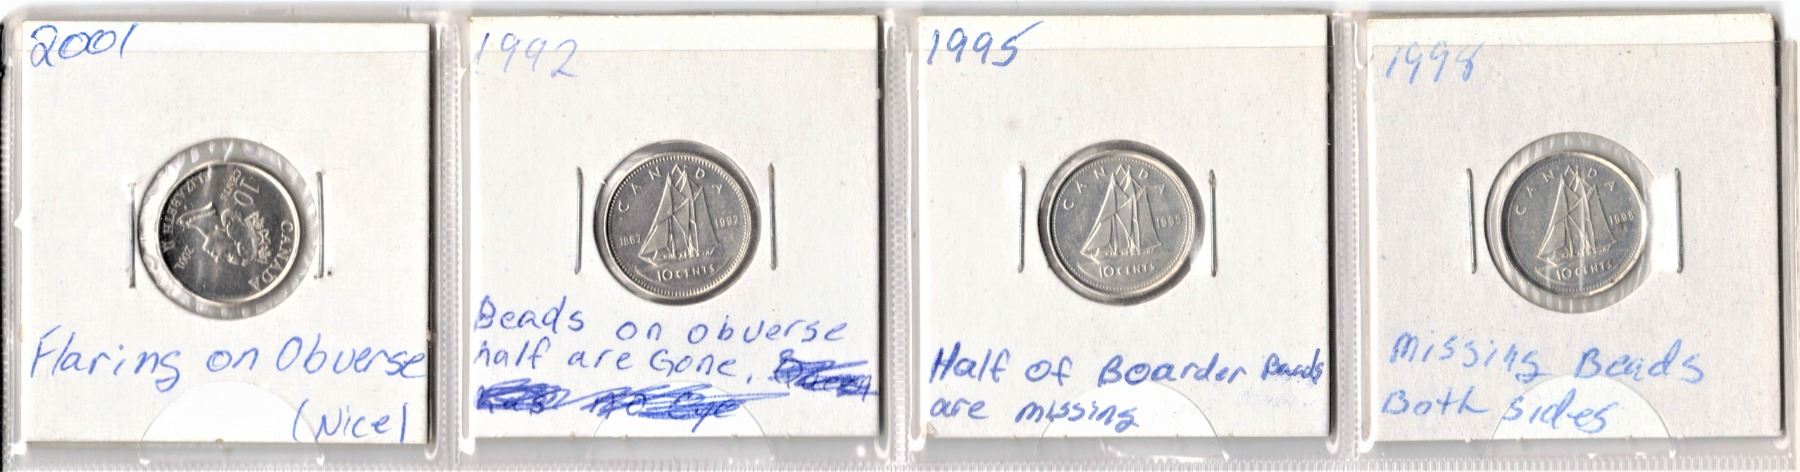 2001
CANADA
10
CENTS
ELIZABETH II
2001
Flaring on Obverse
(Nice)
1992
CANADA
1867
1992
10 CENTS
Beads on obverse
half are Gone.
1995
CANADA
1995
10 CENTS
Half of Boarder Beads
are missing
1998
CANADA
1998
10 CENTS
Missing Beads
Both sides